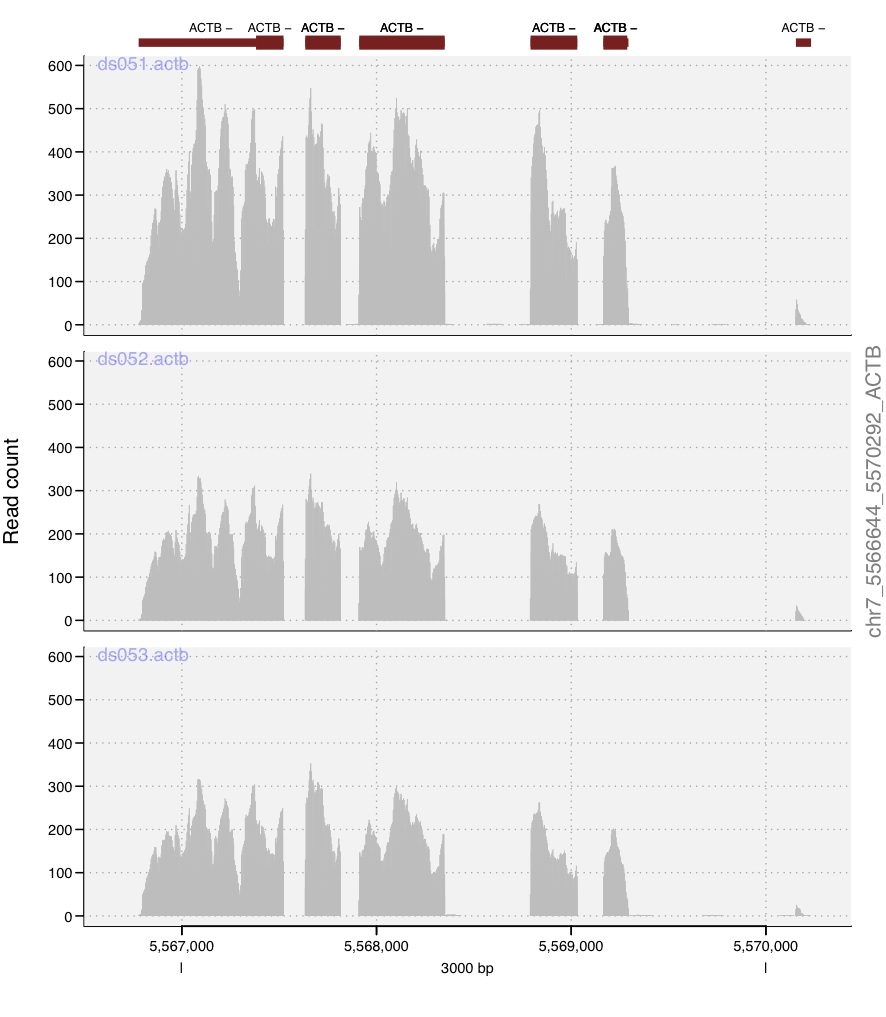 ACTB – ACTB – ACTB – ACTB – ACTB – ACTB – ACTB –
ds051.actb
600
500
400
300
200
100
0
ds052.actb
600
500
400
300
200
100
0
ds053.actb
600
500
400
300
200
100
0
Read count
chr7_5566644_5570292_ACTB
5,567,000 5,568,000 5,569,000 5,570,000
3000 bp